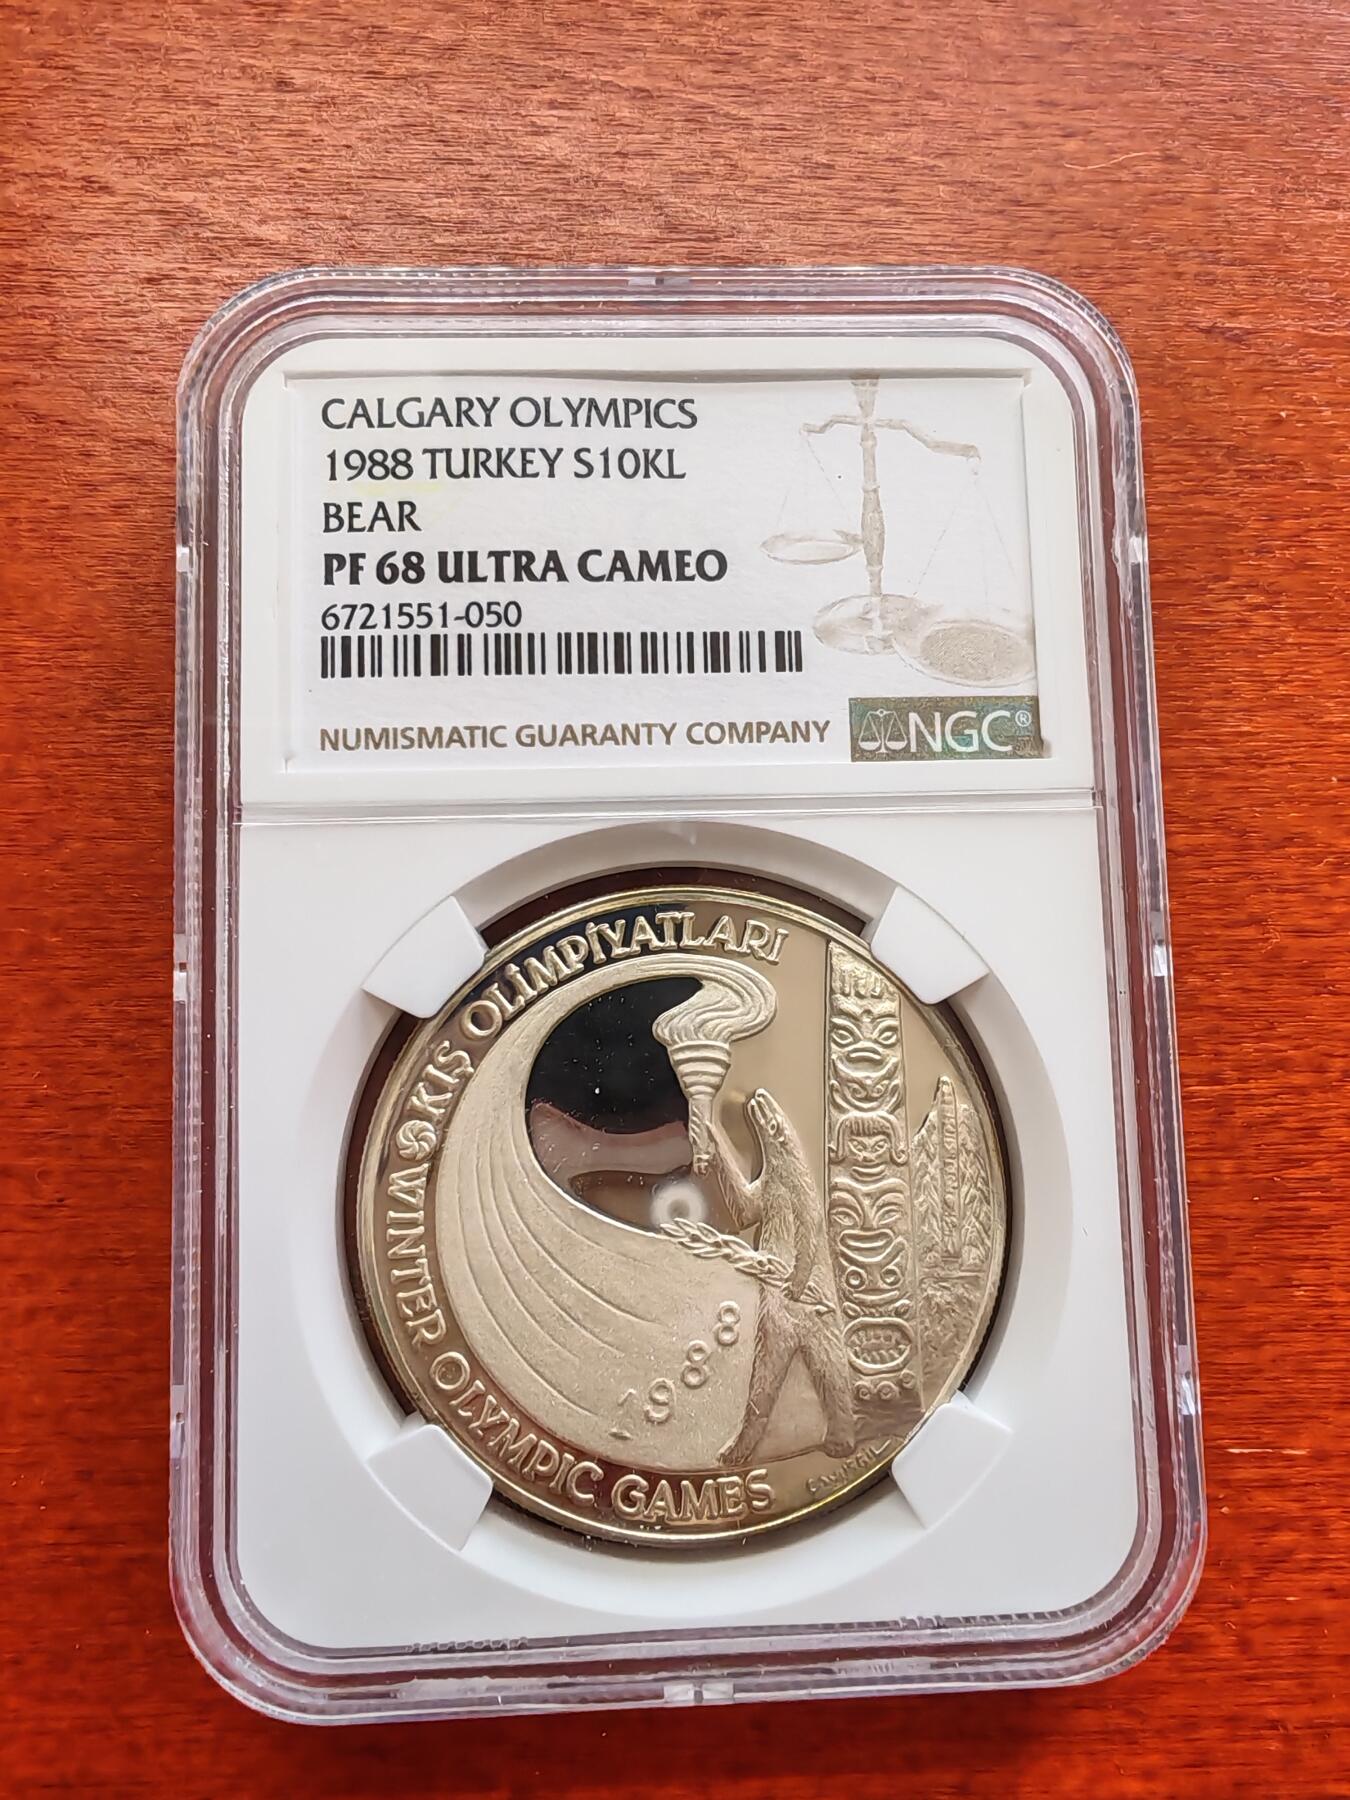 CALGARY OLYMPICS
1988 TURKEY S10KL
BEAR
PF 68 ULTRA CAMEO
6721551-050
NUMISMATIC GUARANTY COMPANY
NGC®
KIŞ OLİMPİYATLARI
WINTER OLYMPIC GAMES
1988